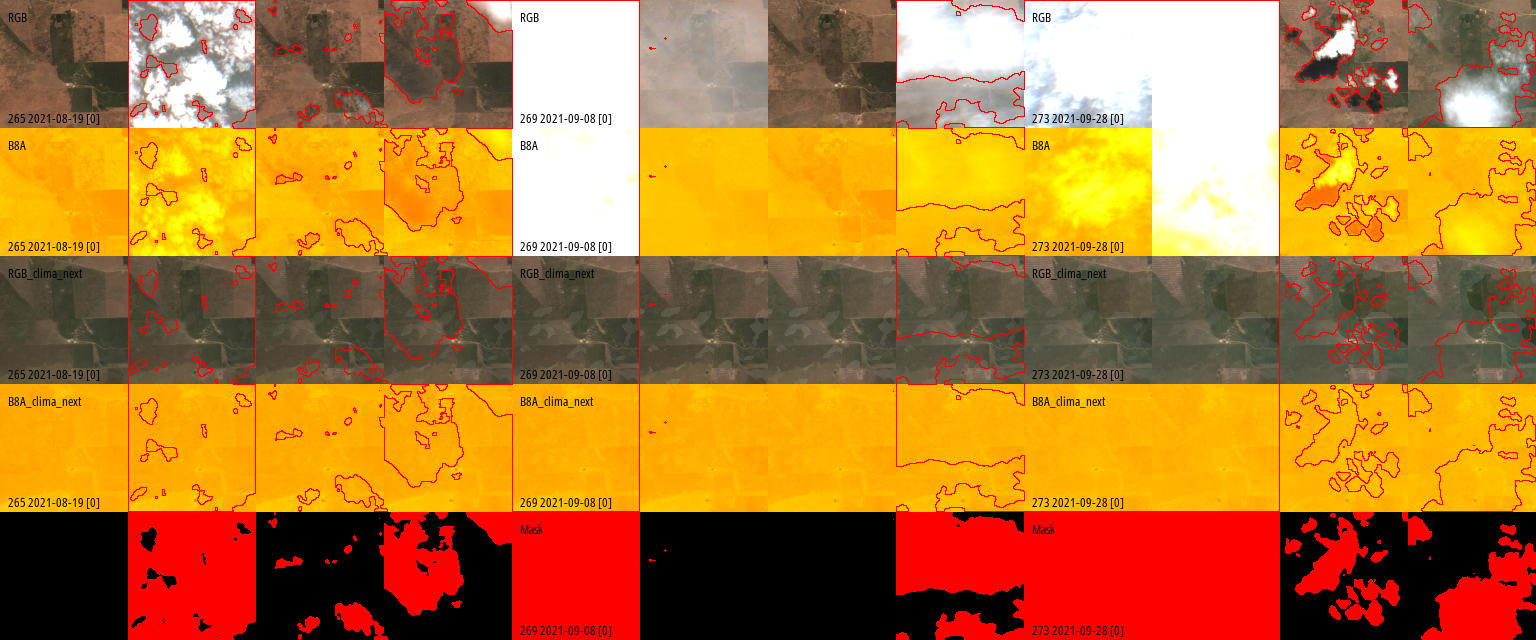 RGB
265 2021-08-19 [0]
RGB
269 2021-09-08 [0]
RGB
273 2021-09-28 [0]
B8A
265 2021-08-19 [0]
B8A
269 2021-09-08 [0]
B8A
273 2021-09-28 [0]
RGB_clima_next
265 2021-08-19 [0]
RGB_clima_next
269 2021-09-08 [0]
RGB_clima_next
273 2021-09-28 [0]
B8A_clima_next
265 2021-08-19 [0]
B8A_clima_next
269 2021-09-08 [0]
B8A_clima_next
273 2021-09-28 [0]
Mask
269 2021-09-08 [0]
Mask
273 2021-09-28 [0]